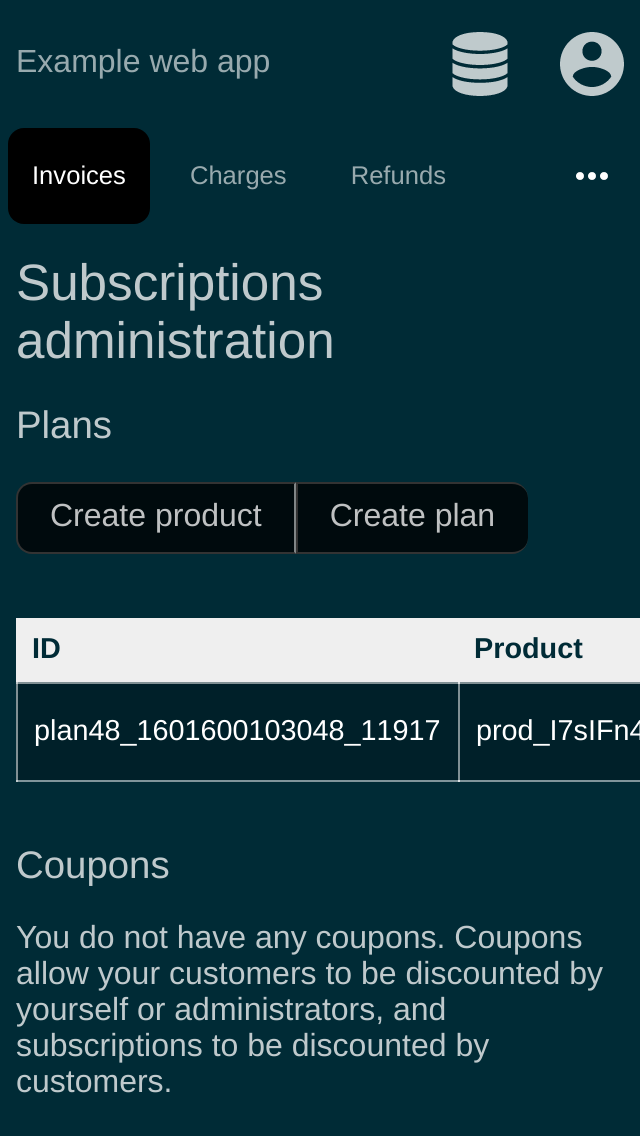 Example web app
Invoices Charges Refunds
Subscriptions
administration
Plans
Create product Create plan
ID Product
plan48_1601600103048_11917 prod_I7sIFn4
Coupons
You do not have any coupons. Coupons
allow your customers to be discounted by
yourself or administrators, and
subscriptions to be discounted by
customers.